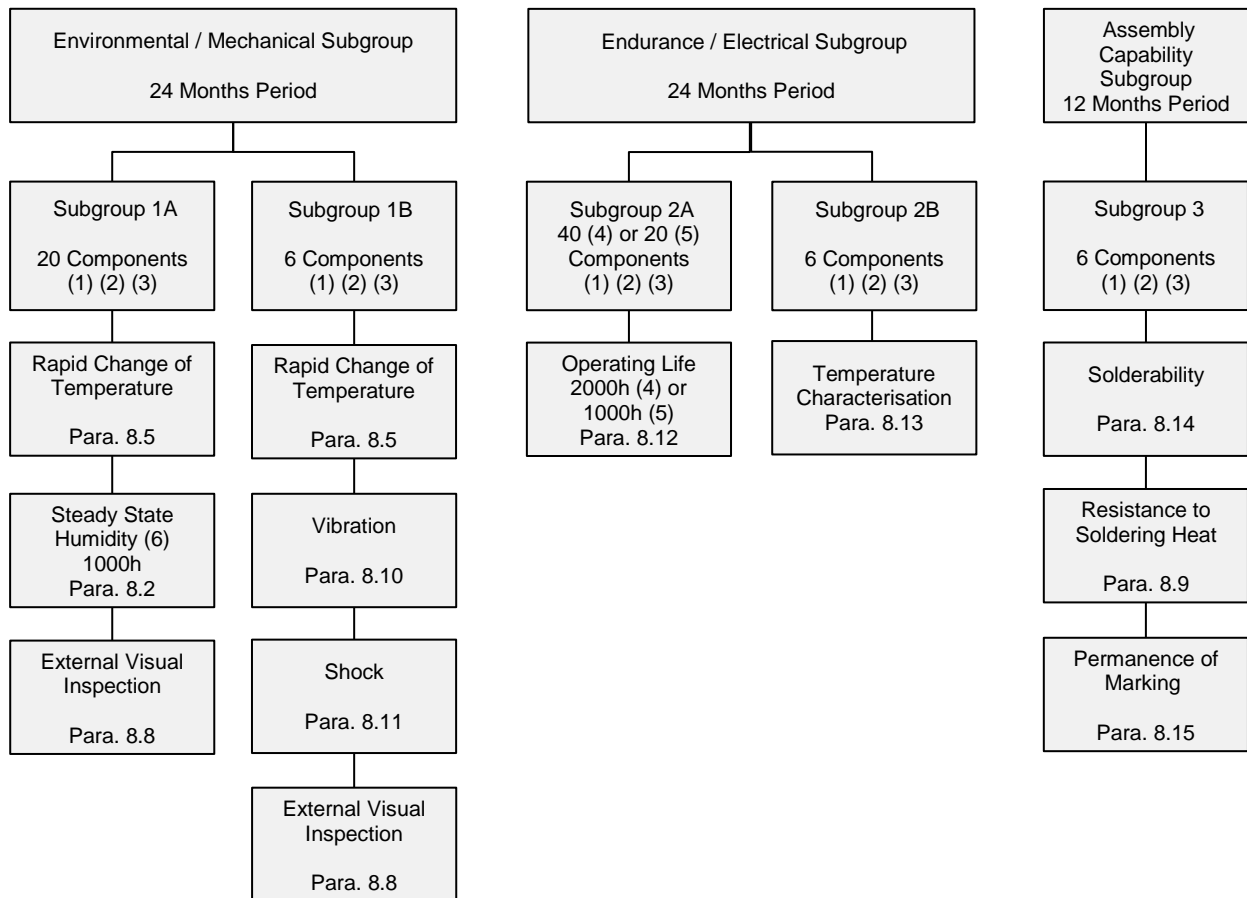 Environmental / Mechanical Subgroup
24 Months Period
Endurance / Electrical Subgroup
24 Months Period
Assembly
Capability
Subgroup
12 Months Period
Subgroup 1A
20 Components
(1) (2) (3)
Subgroup 1B
6 Components
(1) (2) (3)
Subgroup 2A
40 (4) or 20 (5)
Components
(1) (2) (3)
Subgroup 2B
6 Components
(1) (2) (3)
Subgroup 3
6 Components
(1) (2) (3)
Rapid Change of
Temperature
Para. 8.5
Rapid Change of
Temperature
Para. 8.5
Operating Life
2000h (4) or
1000h (5)
Para. 8.12
Temperature
Characterisation
Para. 8.13
Solderability
Para. 8.14
Steady State
Humidity (6)
1000h
Para. 8.2
Vibration
Para. 8.10
Resistance to
Soldering Heat
Para. 8.9
External Visual
Inspection
Para. 8.8
Shock
Para. 8.11
Permanence of
Marking
Para. 8.15
External Visual
Inspection
Para. 8.8